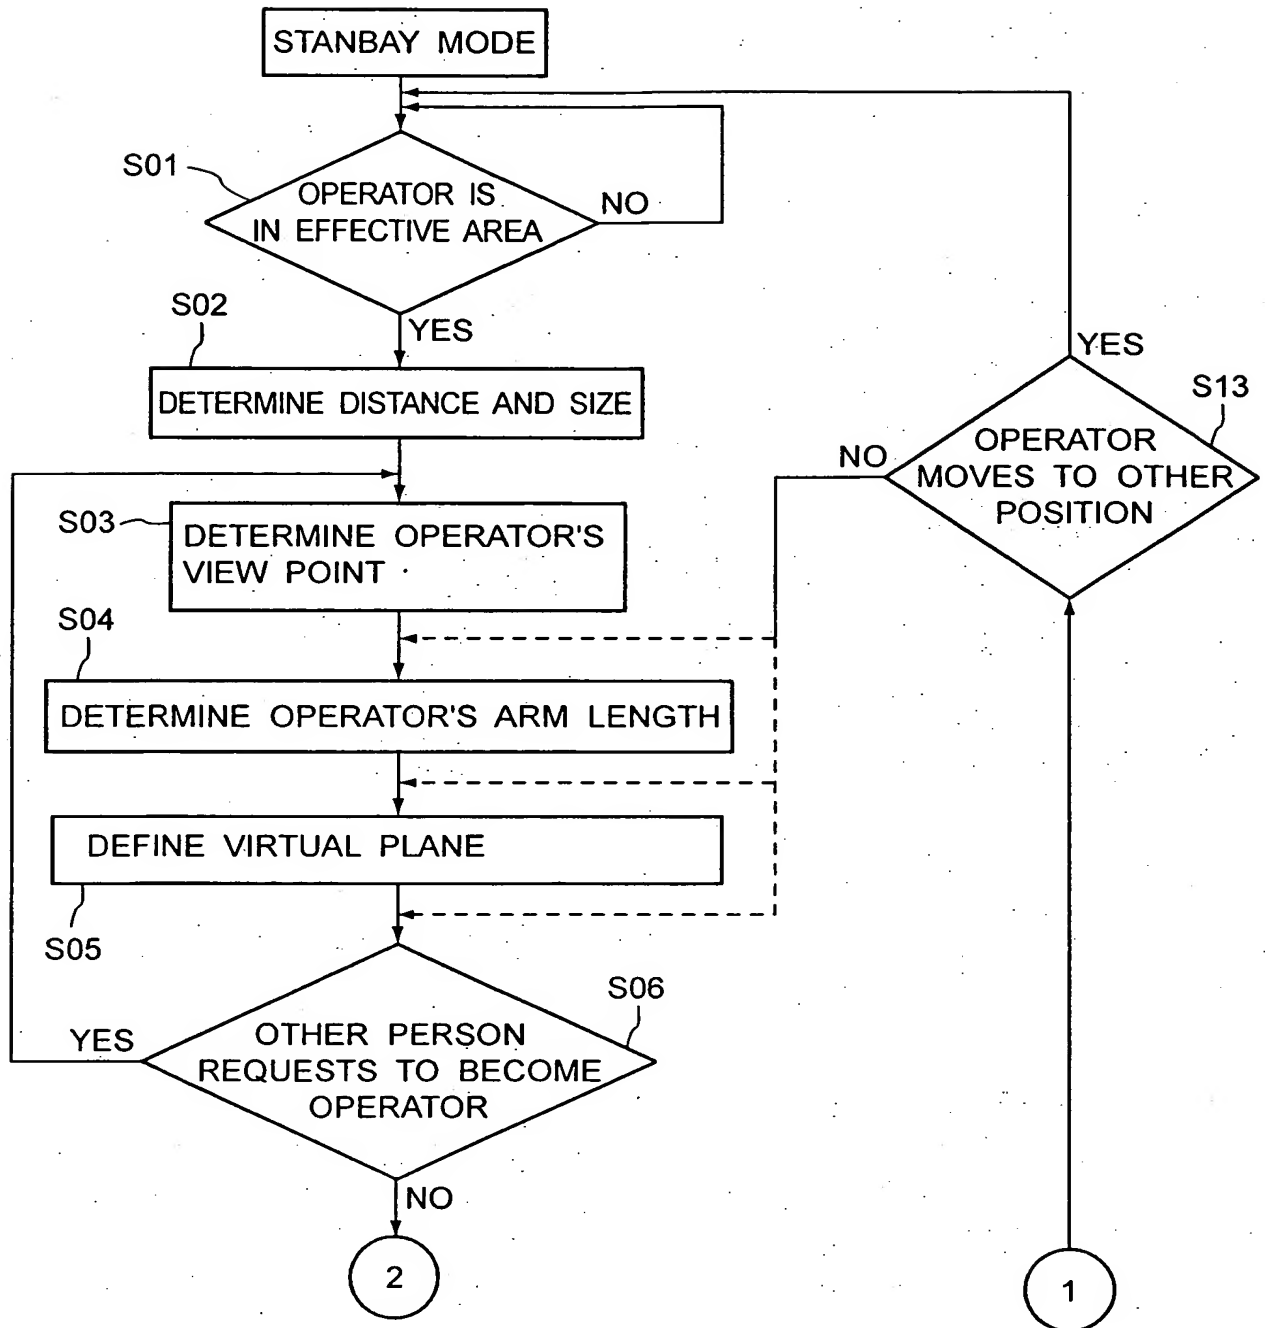 STANBAY MODE
S01
OPERATOR IS
IN EFFECTIVE AREA
NO
YES
S02
DETERMINE DISTANCE AND SIZE
S03
DETERMINE OPERATOR'S
VIEW POINT
S04
DETERMINE OPERATOR'S ARM LENGTH
DEFINE VIRTUAL PLANE
S05
S06
YES
OTHER PERSON
REQUESTS TO BECOME
OPERATOR
NO
2
YES
S13
NO
OPERATOR
MOVES TO OTHER
POSITION
1